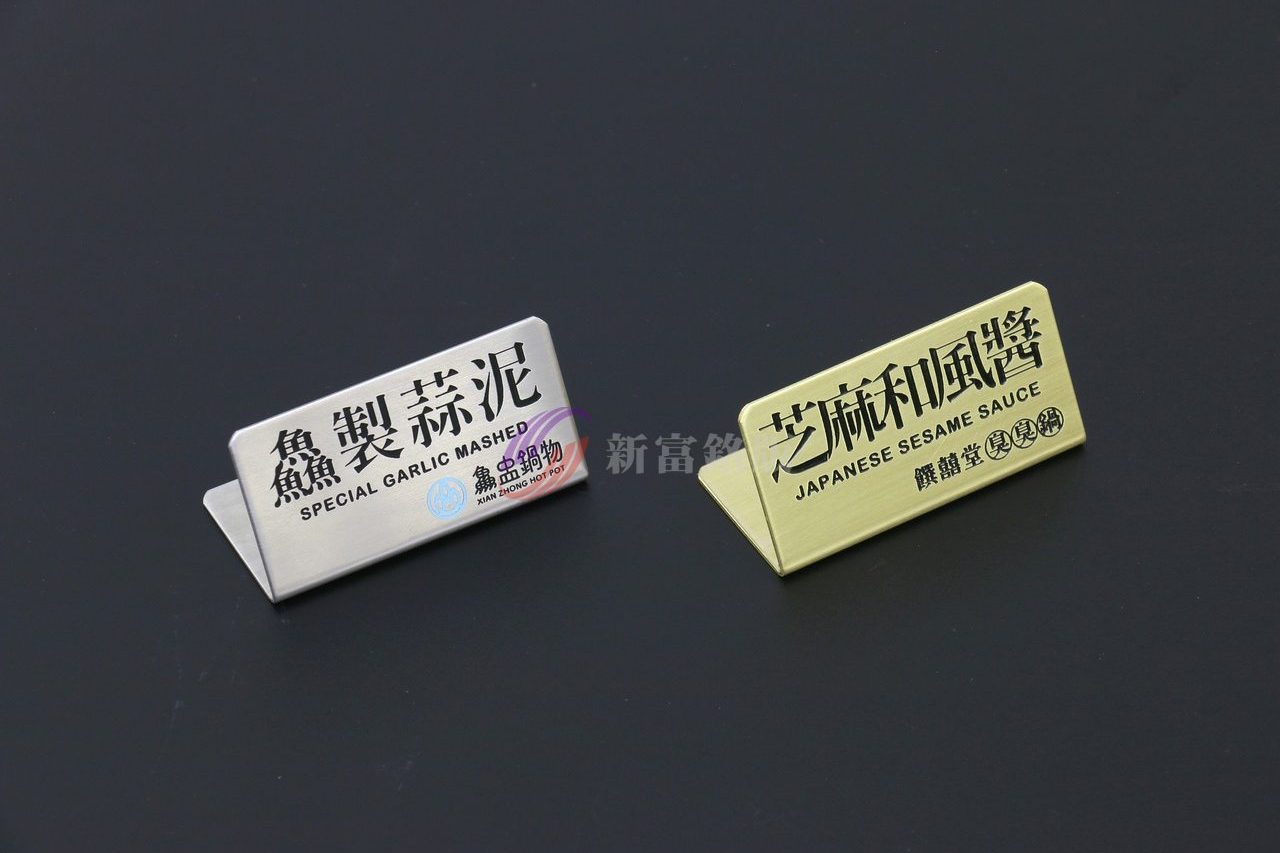 鱻製蒜泥
SPECIAL GARLIC MASHED
鱻盅鍋物
XIAN ZHONG HOT POT
新富銘
芝麻和風醬
JAPANESE SESAME SAUCE
饌囍堂臭臭鍋